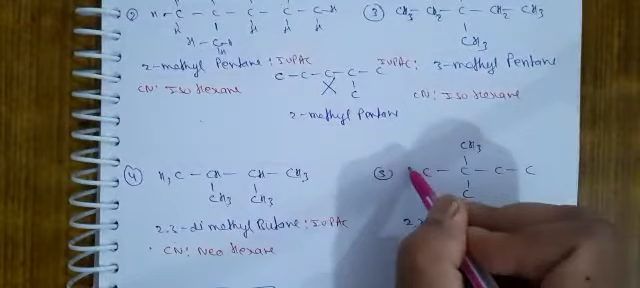 ② H-C - C - C - C - C-H
H H H H
H-C-H
2-methyl Pentane : IUPAC
CN: Iso Hexane
③ CH₃ - CH₂ - C - CH₂ - CH₃
CH₃
IUPAC: 3-methyl Pentane
CN: Iso Hexane
C - C - C - C - C
C
2-methyl Pentane
④ H₃C - CH - CH - CH₃
CH₃ CH₃
2.3-dimethyl Butane : IUPAC
CN: Neo Hexane
⑤ C - C - C - C
CH₃
C
2.